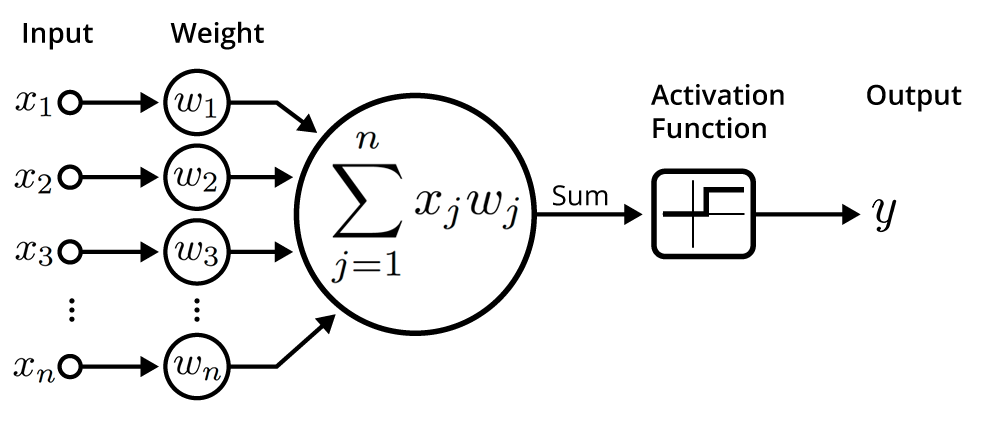 Input
Weight
Activation
Function
Output
x₁
w₁
x₂
w₂
x₃
w₃
⋮
⋮
xₙ
wₙ
n
∑ xⱼwⱼ
j=1
Sum
y